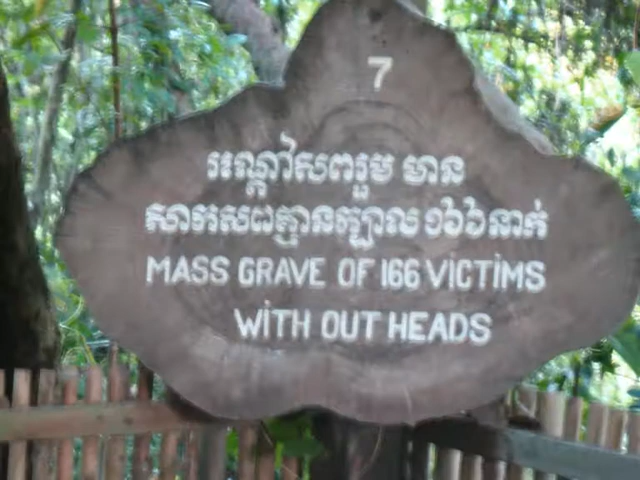 7
រណ្តៅសពរួម មាន
សាកសពគ្មានក្បាល ១៦៦ នាក់
MASS GRAVE OF 166 VICTIMS
WITH OUT HEADS